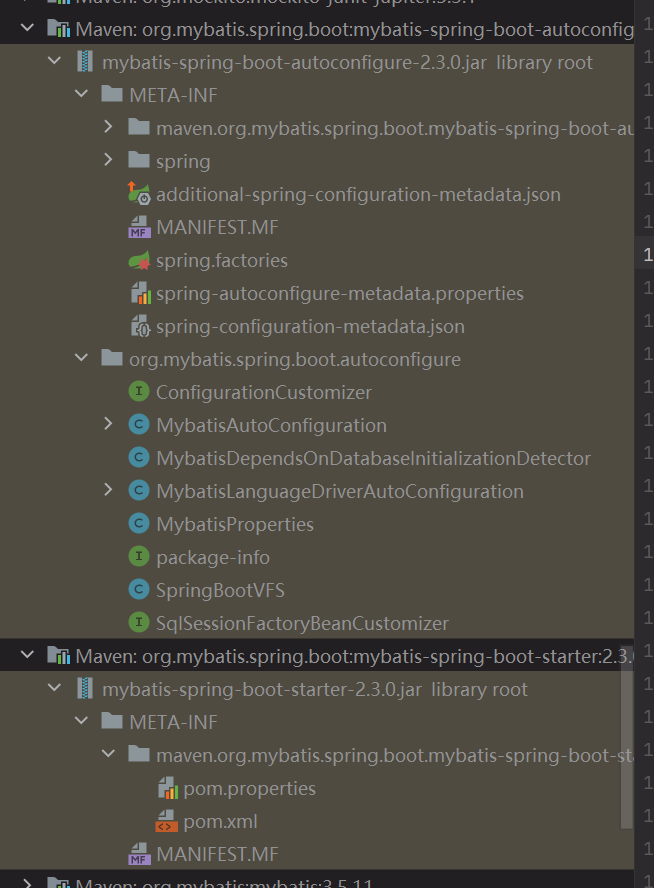 Maven: org.mockito:mockito-junit-jupiter:3.3.1
Maven: org.mybatis.spring.boot:mybatis-spring-boot-autoconfig
mybatis-spring-boot-autoconfigure-2.3.0.jar library root
META-INF
maven.org.mybatis.spring.boot.mybatis-spring-boot-au
spring
additional-spring-configuration-metadata.json
MANIFEST.MF
spring.factories
spring-autoconfigure-metadata.properties
spring-configuration-metadata.json
org.mybatis.spring.boot.autoconfigure
ConfigurationCustomizer
MybatisAutoConfiguration
MybatisDependsOnDatabaseInitializationDetector
MybatisLanguageDriverAutoConfiguration
MybatisProperties
package-info
SpringBootVFS
SqlSessionFactoryBeanCustomizer
Maven: org.mybatis.spring.boot:mybatis-spring-boot-starter:2.3.0
mybatis-spring-boot-starter-2.3.0.jar library root
META-INF
maven.org.mybatis.spring.boot.mybatis-spring-boot-sta
pom.properties
pom.xml
MANIFEST.MF
Maven: org.mybatis:mybatis:3.5.11